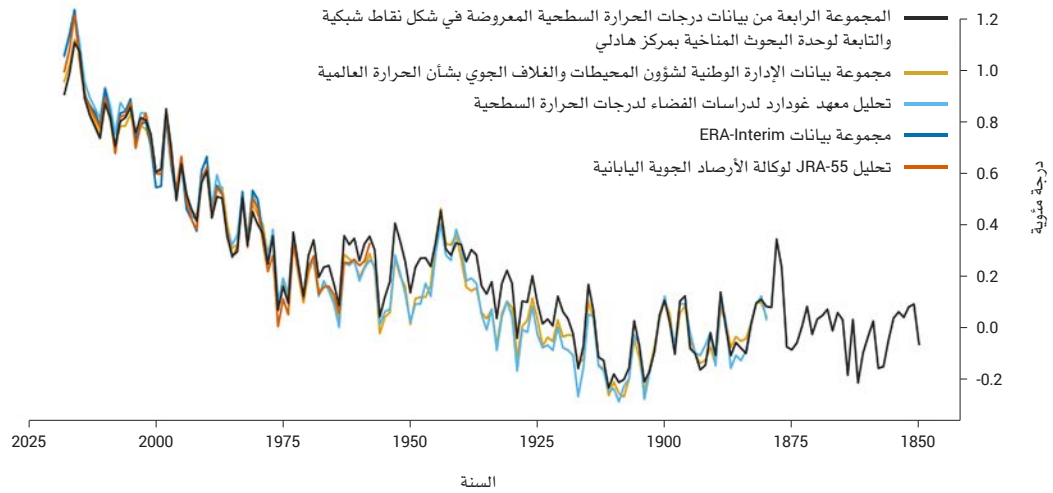 المجموعة الرابعة من بيانات درجات الحرارة السطحية المعروضة في شكل نقاط شبكية
والتابعة لوحدة البحوث المناخية بمركز هادلي
مجموعة بيانات الإدارة الوطنية لشؤون المحيطات والغلاف الجوي بشأن الحرارة العالمية
تحليل معهد غودارد لدراسات الفضاء لدرجات الحرارة السطحية
مجموعة بيانات ERA-Interim
تحليل JRA-55 لوكالة الأرصاد الجوية اليابانية
1.2
1.0
0.8
0.6
0.4
0.2
0.0
-0.2
درجة مئوية
2025 2000 1975 1950 1925 1900 1875 1850
السنة